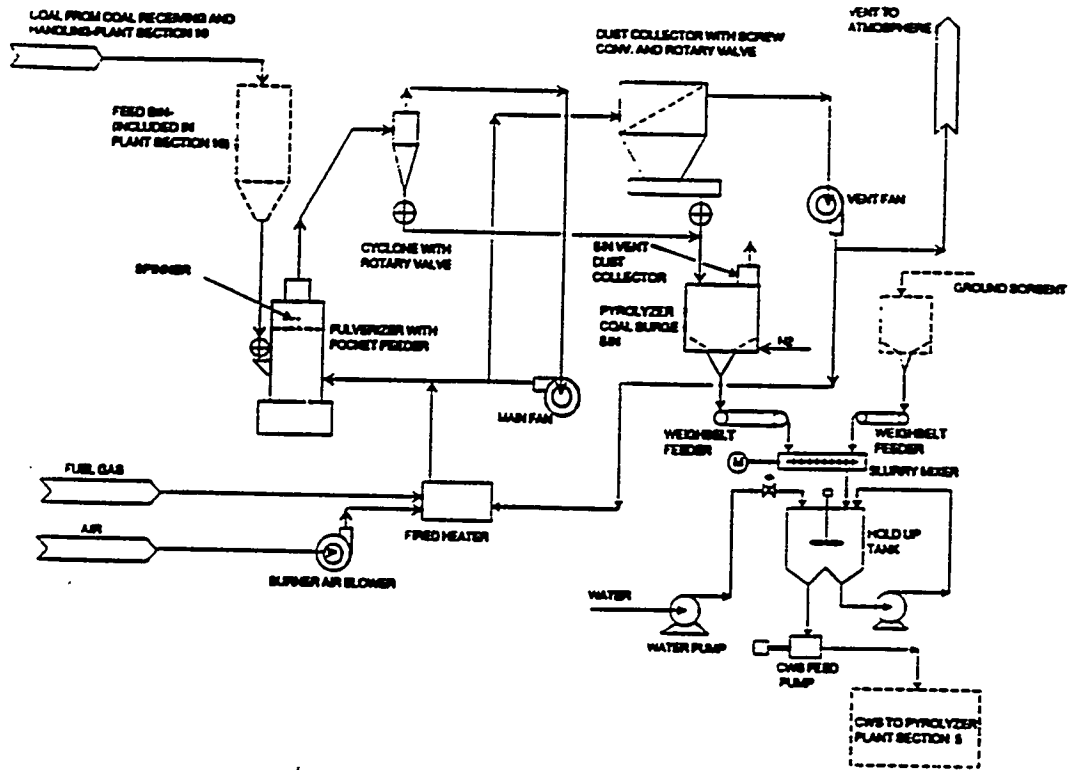 COAL FROM COAL RECEIVING AND
HANDLING-PLANT SECTION 10
FEED BIN-
(INCLUDED IN
PLANT SECTION 10)
DUST COLLECTOR WITH SCREW
CONV. AND ROTARY VALVE
VENT TO
ATMOSPHERE
VENT FAN
CYCLONE WITH
ROTARY VALVE
BIN VENT
DUST
COLLECTOR
SPINNER
PULVERIZER WITH
POCKET FEEDER
PYROLYZER
COAL SURGE
BIN
GROUND SORBENT
N2
MAIN FAN
WEIGHBELT
FEEDER
WEIGHBELT
FEEDER
M
SLURRY MIXER
FUEL GAS
AIR
FIRED HEATER
BURNER AIR BLOWER
HOLD UP
TANK
WATER
WATER PUMP
CWS FEED
PUMP
CWS TO PYROLYZER
PLANT SECTION 5